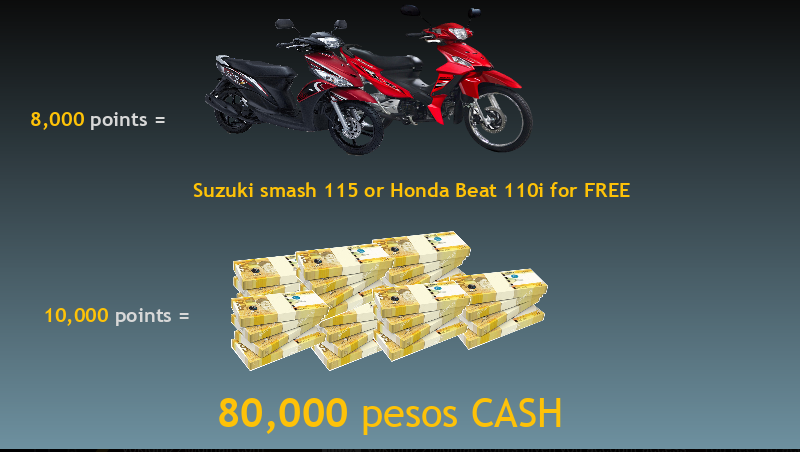 8,000 points =
Suzuki smash 115 or Honda Beat 110i for FREE
10,000 points =
80,000 pesos CASH